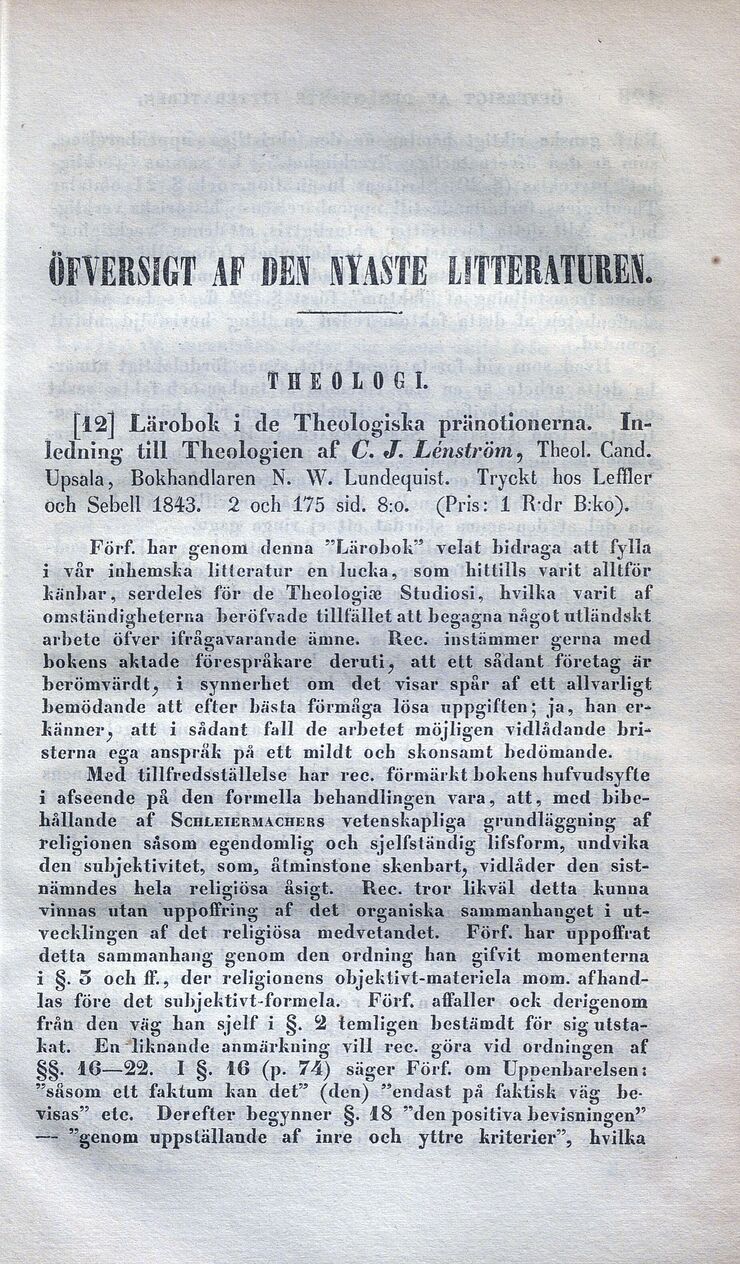 ÖFVERSIGT AF DEN NYASTE LITTERATUREN.
THEOLOGI.
[12] Lärobok i de Theologiska pränotionerna. In-
ledning till Theologien af C. J. Lénström, Theol. Cand.
Upsala, Bokhandlaren N. W. Lundequist. Tryckt hos Leffler
och Sebell 1843. 2 och 175 sid. 8:o. (Pris: 1 R:dr B:ko).
Förf. har genom denna ”Lärobok” velat bidraga att fylla
i vår inhemska litteratur en lucka, som hittills varit alltför
känbar, serdeles för de Theologiæ Studiosi, hvilka varit af
omständigheterna beröfvade tillfället att begagna något utländskt
arbete öfver ifrågavarande ämne. Rec. instämmer gerna med
bokens aktade förespråkare deruti, att ett sådant företag är
berömvärdt, i synnerhet om det visar spår af ett allvarligt
bemödande att efter bästa förmåga lösa uppgiften; ja, han er-
känner, att i sådant fall de arbetet möjligen vidlådande bri-
sterna ega anspråk på ett mildt och skonsamt bedömande.
Med tillfredsställelse har rec. förmärkt bokens hufvudsyfte
i afseende på den formella behandlingen vara, att, med bibe-
hållande af SCHLEIERMACHERS vetenskapliga grundläggning af
religionen såsom egendomlig och sjelfständig lifsform, undvika
den subjektivitet, som, åtminstone skenbart, vidlåder den sist-
nämndes hela religiösa åsigt. Rec. tror likväl detta kunna
vinnas utan uppoffring af det organiska sammanhanget i ut-
vecklingen af det religiösa medvetandet. Förf. har uppoffrat
detta sammanhang genom den ordning han gifvit momenterna
i §. 3 och ff., der religionens objektivt-materiela mom. afhand-
las före det subjektivt-formela. Förf. affaller ock derigenom
från den väg han sjelf i §. 2 temligen bestämdt för sig utsta-
kat. En liknande anmärkning vill rec. göra vid ordningen af
§§. 16—22. I §. 16 (p. 74) säger Förf. om Uppenbarelsen:
”såsom ett faktum kan det” (den) ”endast på faktisk väg be-
visas” etc. Derefter begynner §. 18 ”den positiva bevisningen”
— ”genom uppställande af inre och yttre kriterier”, hvilka